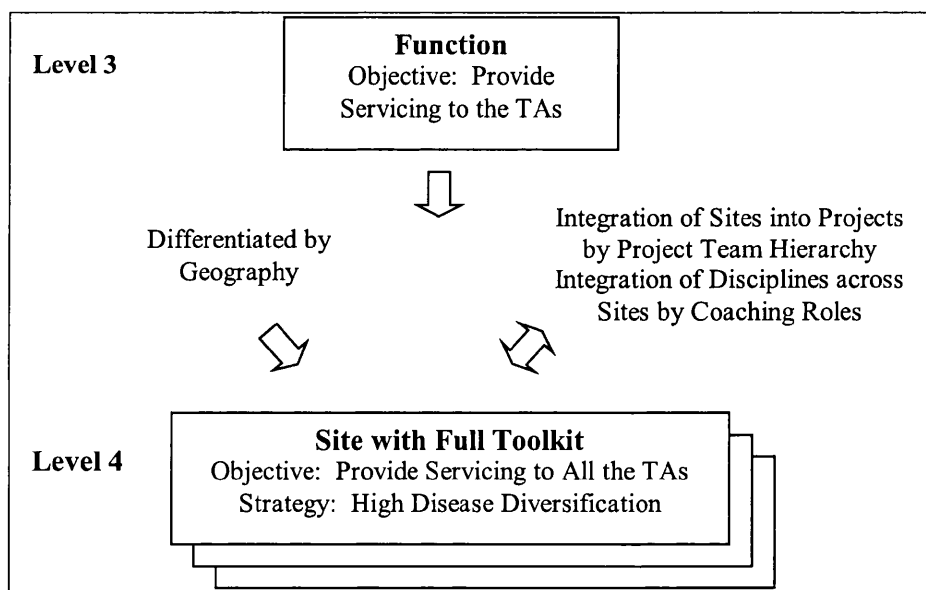 Level 3
Function
Objective: Provide
Servicing to the TAs
Differentiated by
Geography
Integration of Sites into Projects
by Project Team Hierarchy
Integration of Disciplines across
Sites by Coaching Roles
Level 4
Site with Full Toolkit
Objective: Provide Servicing to All the TAs
Strategy: High Disease Diversification